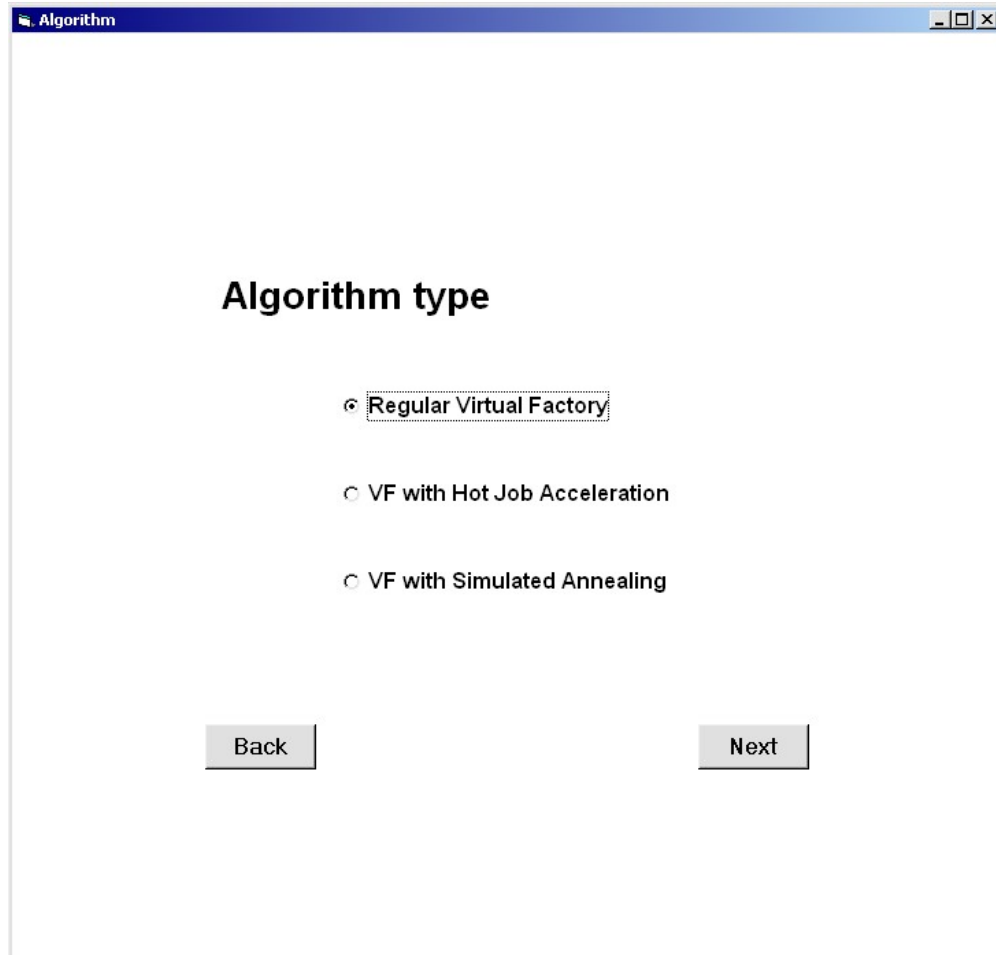 Algorithm
Algorithm type
Regular Virtual Factory
VF with Hot Job Acceleration
VF with Simulated Annealing
Back
Next